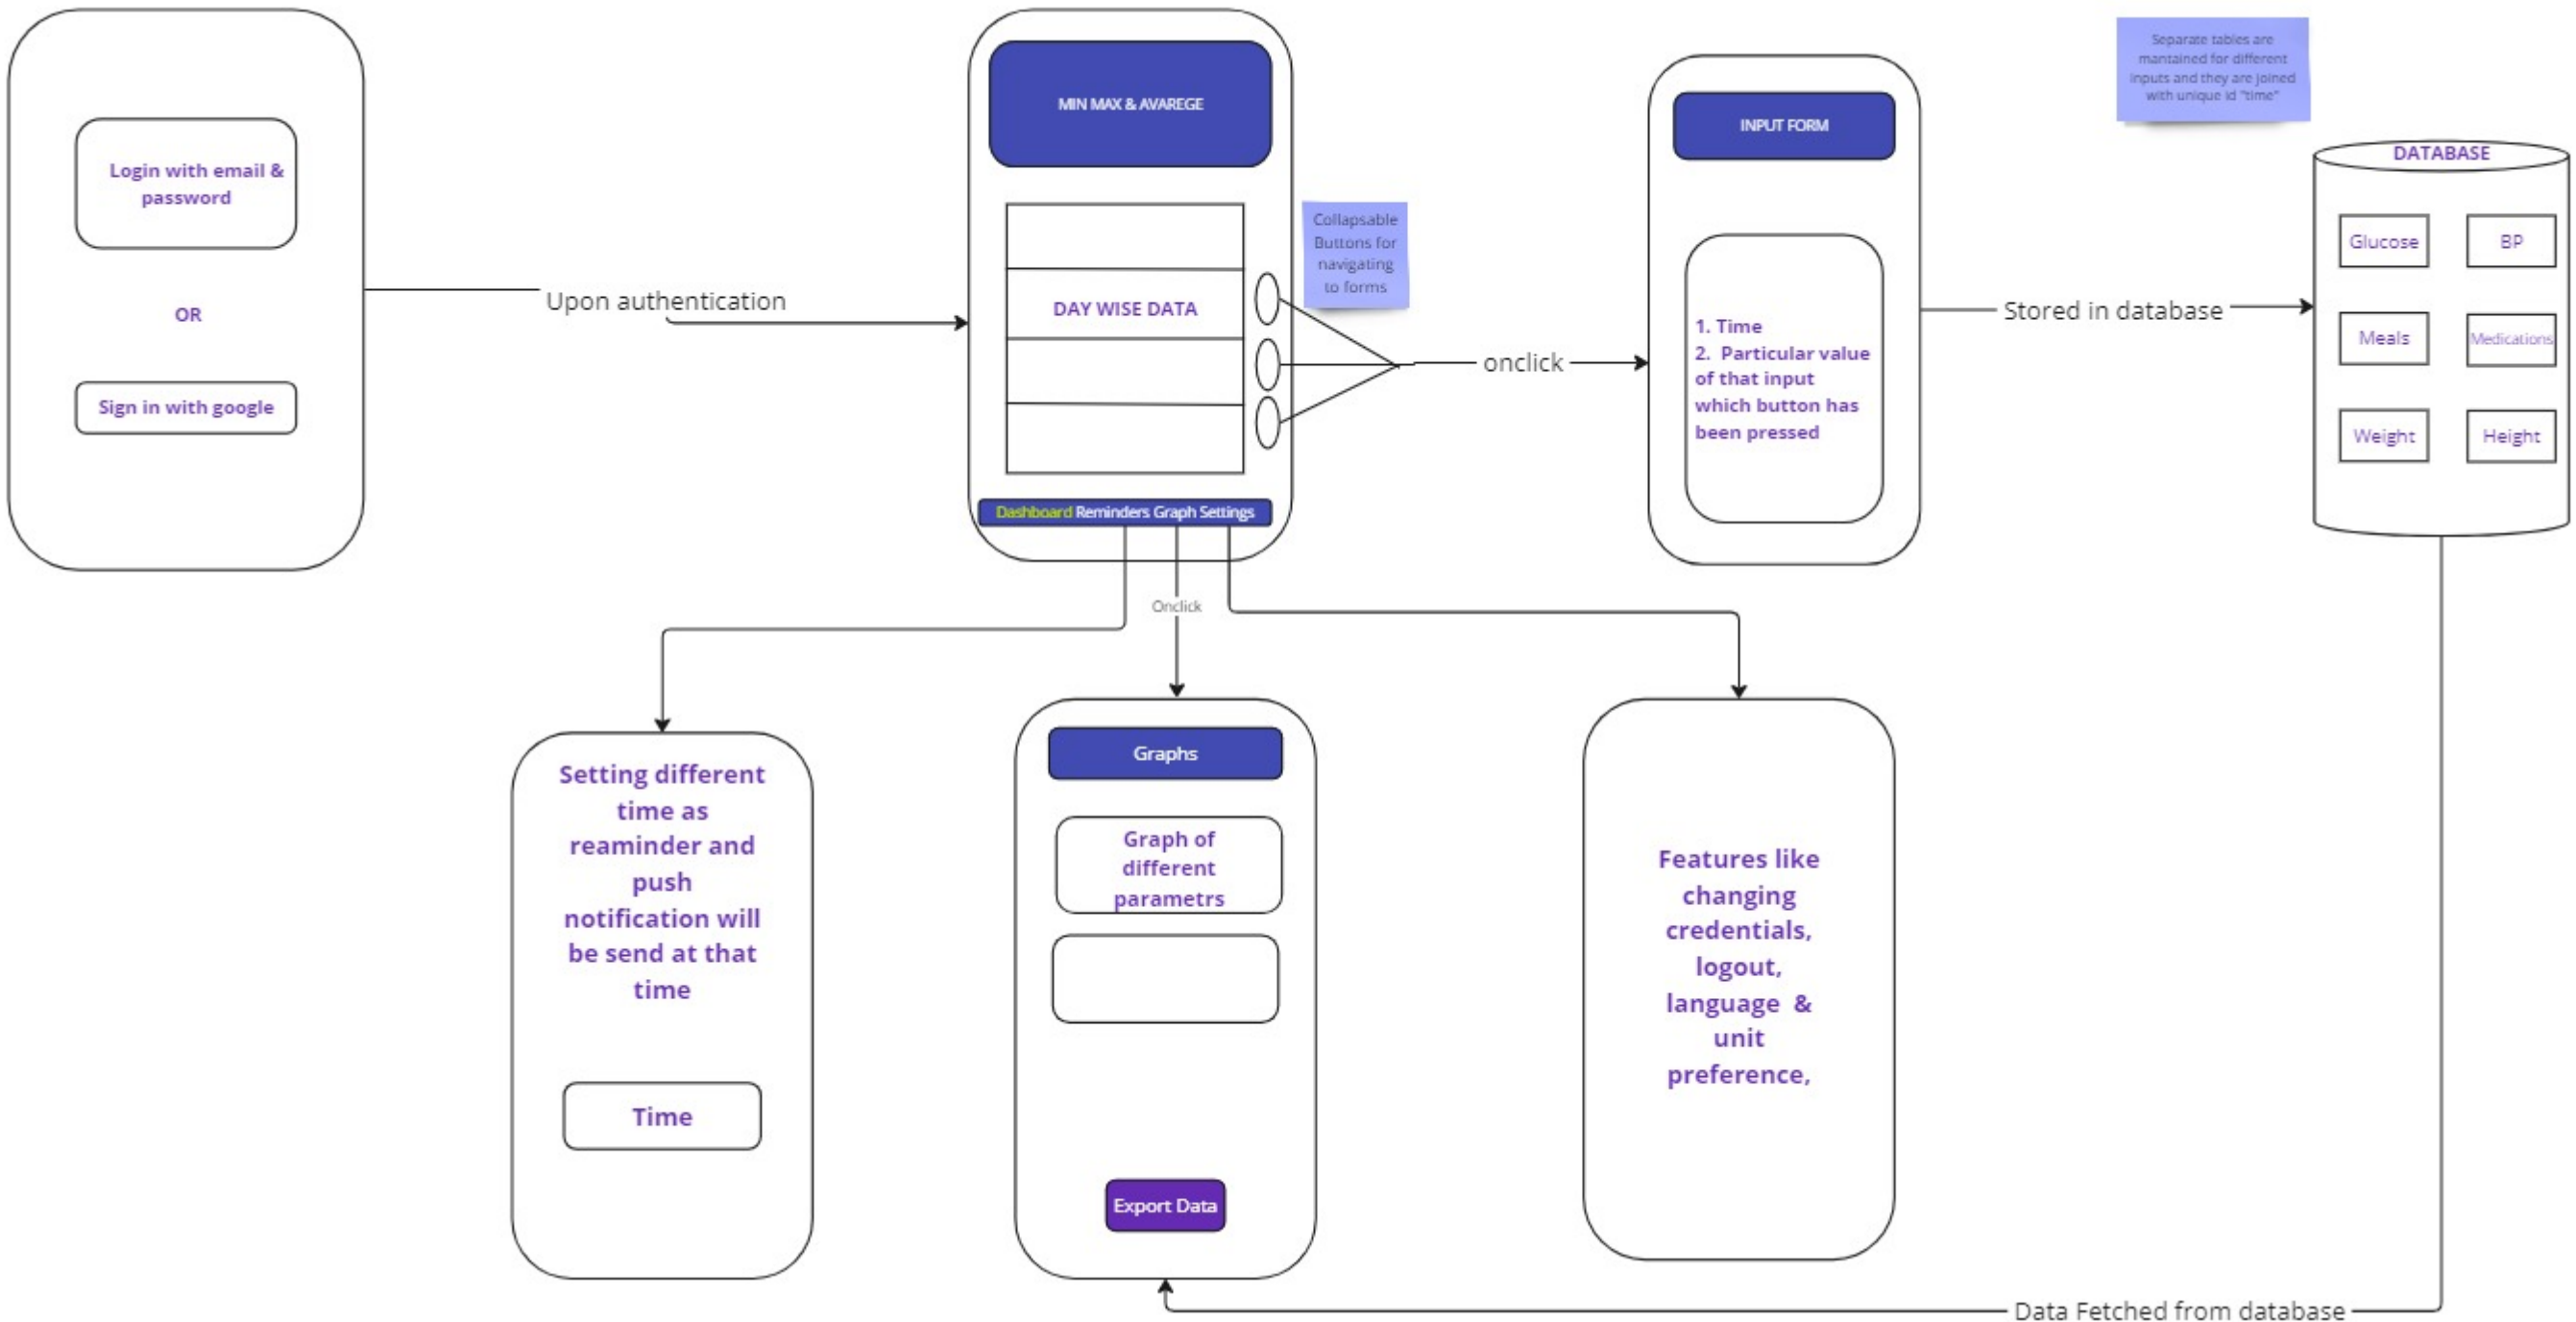 Login with email &
password
OR
Sign in with google
Upon authentication
MIN MAX & AVAREGE
DAY WISE DATA
Dashboard Reminders Graph Settings
Collapsable
Buttons for
navigating
to forms
onclick
INPUT FORM
1. Time
2. Particular value
of that input
which button has
been pressed
Stored in database
Separate tables are
mantained for different
inputs and they are joined
with unique id "time"
DATABASE
Glucose
BP
Meals
Medications
Weight
Height
Onclick
Setting different
time as
reaminder and
push
notification will
be send at that
time
Time
Graphs
Graph of
different
parametrs
Export Data
Features like
changing
credentials,
logout,
language &
unit
preference,
Data Fetched from database